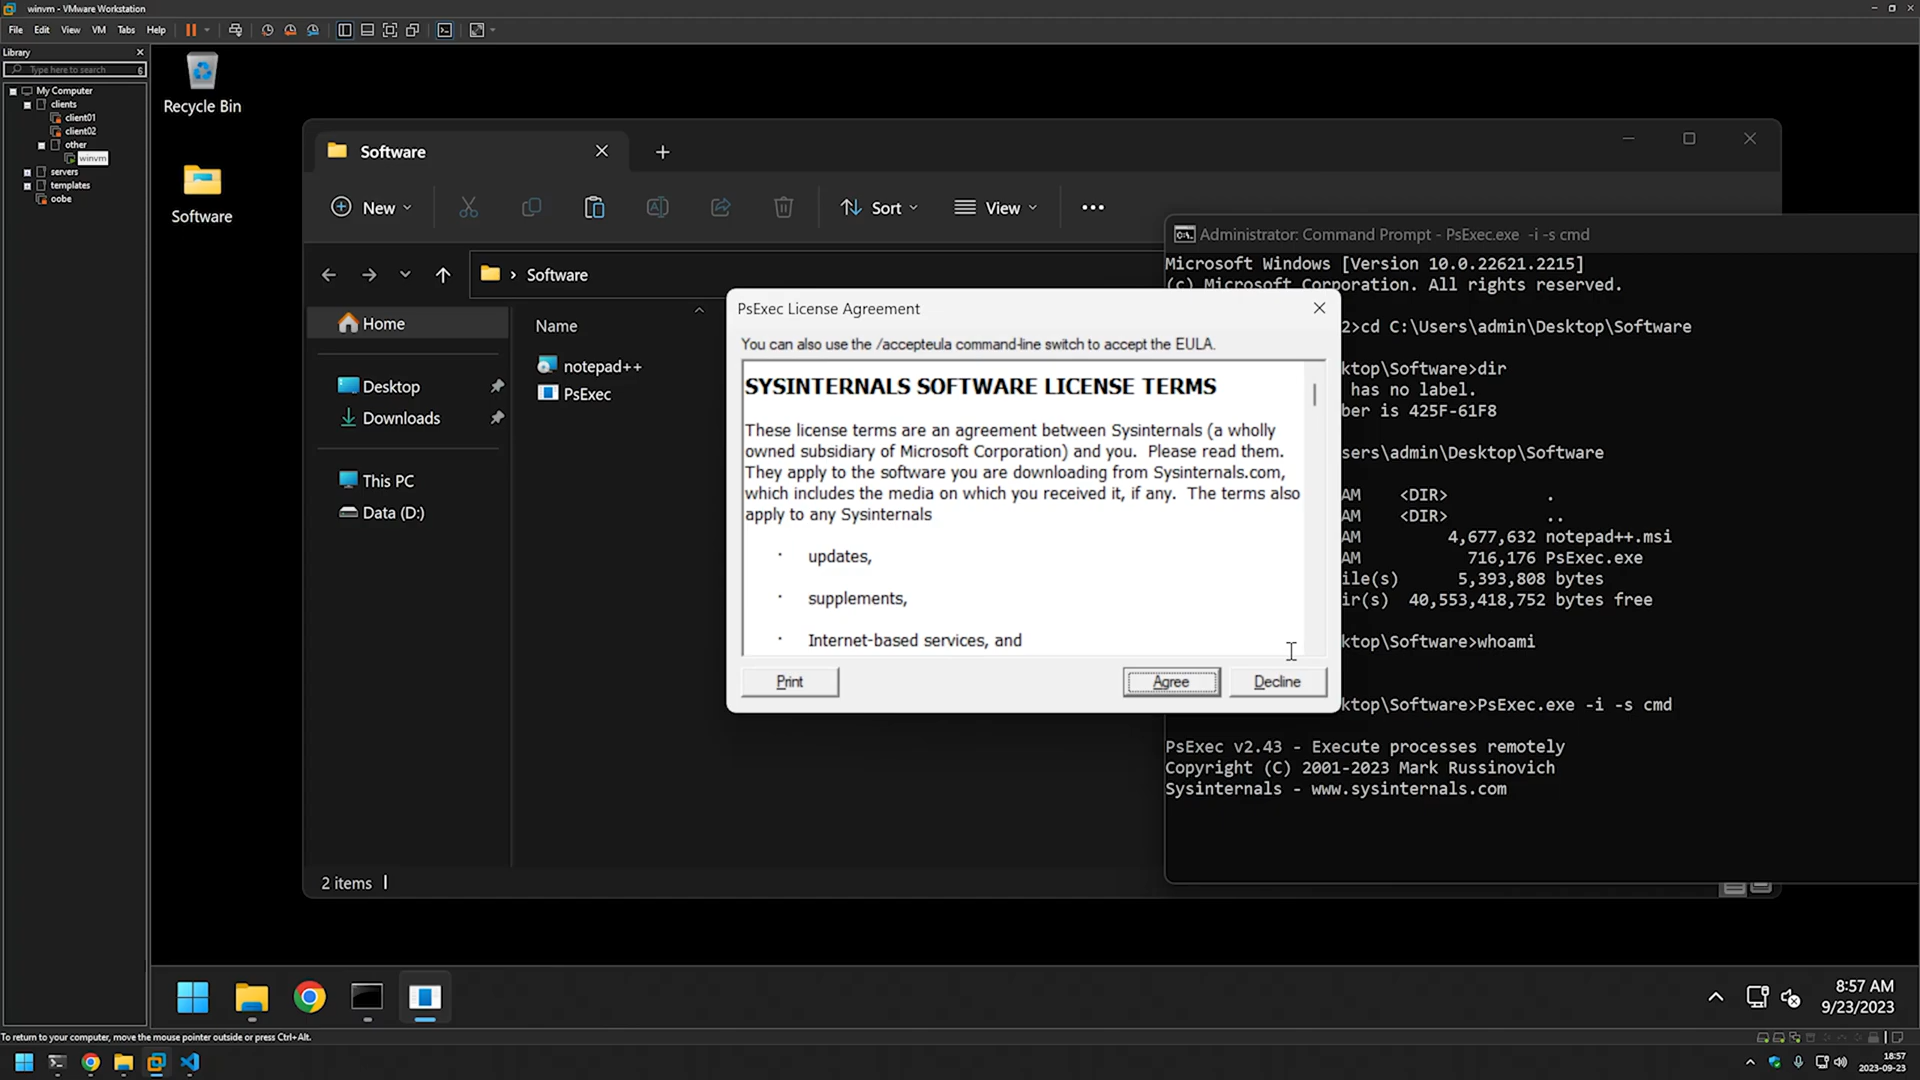 winvm - VMware Workstation
File Edit View VM Tabs Help
Library
Type here to search
My Computer
clients
client01
client02
other
winvm
servers
templates
oobe
Recycle Bin
Software
Software
New
Sort
View
Software
Home
Desktop
Downloads
This PC
Data (D:)
Name
notepad++
PsExec
2 items
Administrator: Command Prompt - PsExec.exe -i -s cmd
Microsoft Windows [Version 10.0.22621.2215]
(c) Microsoft Corporation. All rights reserved.
2>cd C:\Users\admin\Desktop\Software
ktop\Software>dir
has no label.
ber is 425F-61F8
sers\admin\Desktop\Software
AM <DIR> .
AM <DIR> ..
AM 4,677,632 notepad++.msi
AM 716,176 PsExec.exe
ile(s) 5,393,808 bytes
ir(s) 40,553,418,752 bytes free
ktop\Software>whoami
ktop\Software>PsExec.exe -i -s cmd
PsExec v2.43 - Execute processes remotely
Copyright (C) 2001-2023 Mark Russinovich
Sysinternals - www.sysinternals.com
PsExec License Agreement
You can also use the /accepteula command-line switch to accept the EULA.
SYSINTERNALS SOFTWARE LICENSE TERMS
These license terms are an agreement between Sysinternals (a wholly
owned subsidiary of Microsoft Corporation) and you. Please read them.
They apply to the software you are downloading from Sysinternals.com,
which includes the media on which you received it, if any. The terms also
apply to any Sysinternals
· updates,
· supplements,
· Internet-based services, and
Print Agree Decline
8:57 AM
9/23/2023
To return to your computer, move the mouse pointer outside or press Ctrl+Alt.
18:57
2023-09-23